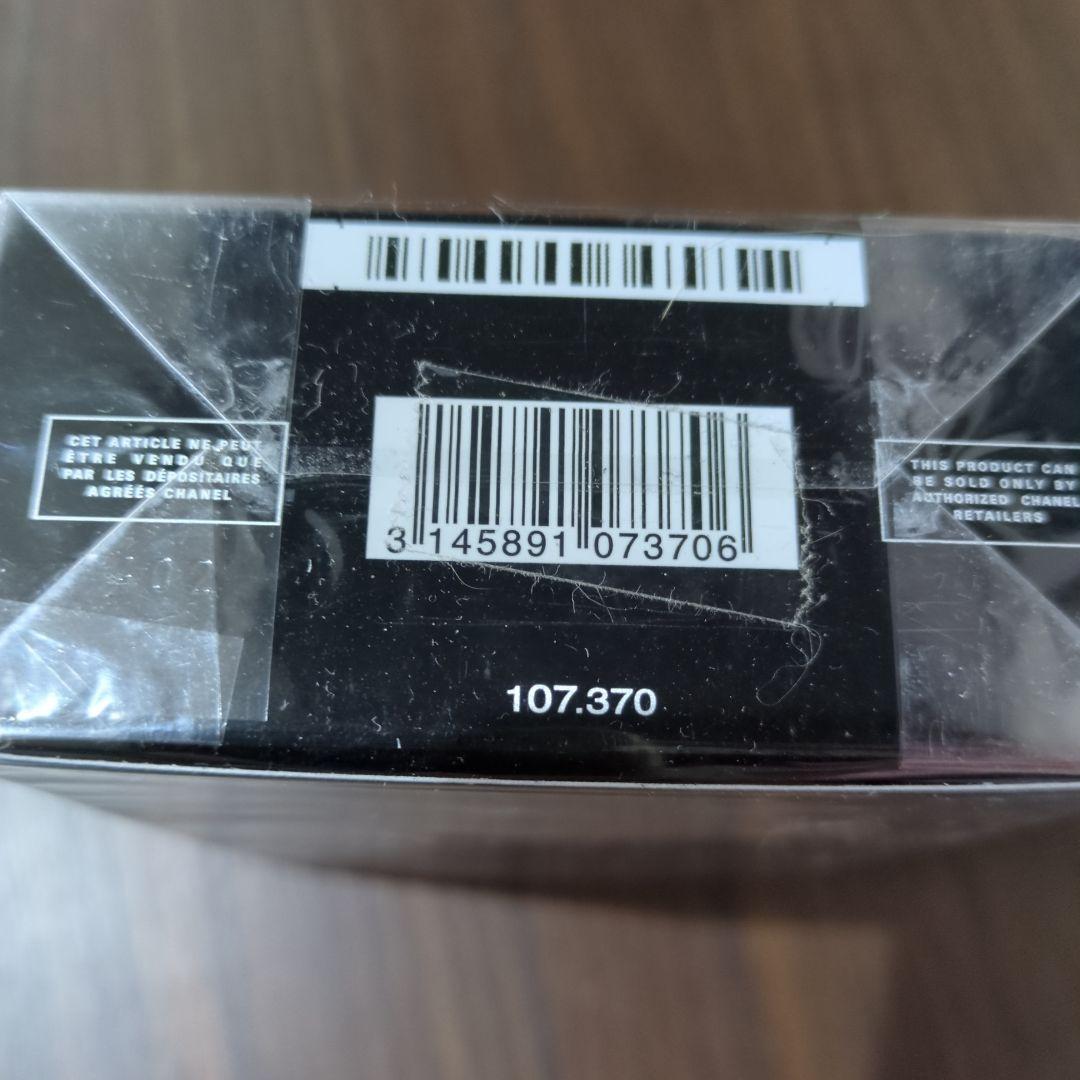 CET ARTICLE NE PEUT
ÊTRE VENDU QUE
PAR LES DÉPOSITAIRES
AGRÉÉS CHANEL
3 145891 073706
THIS PRODUCT CAN
BE SOLD ONLY BY
AUTHORIZED CHANEL
RETAILERS
107.370